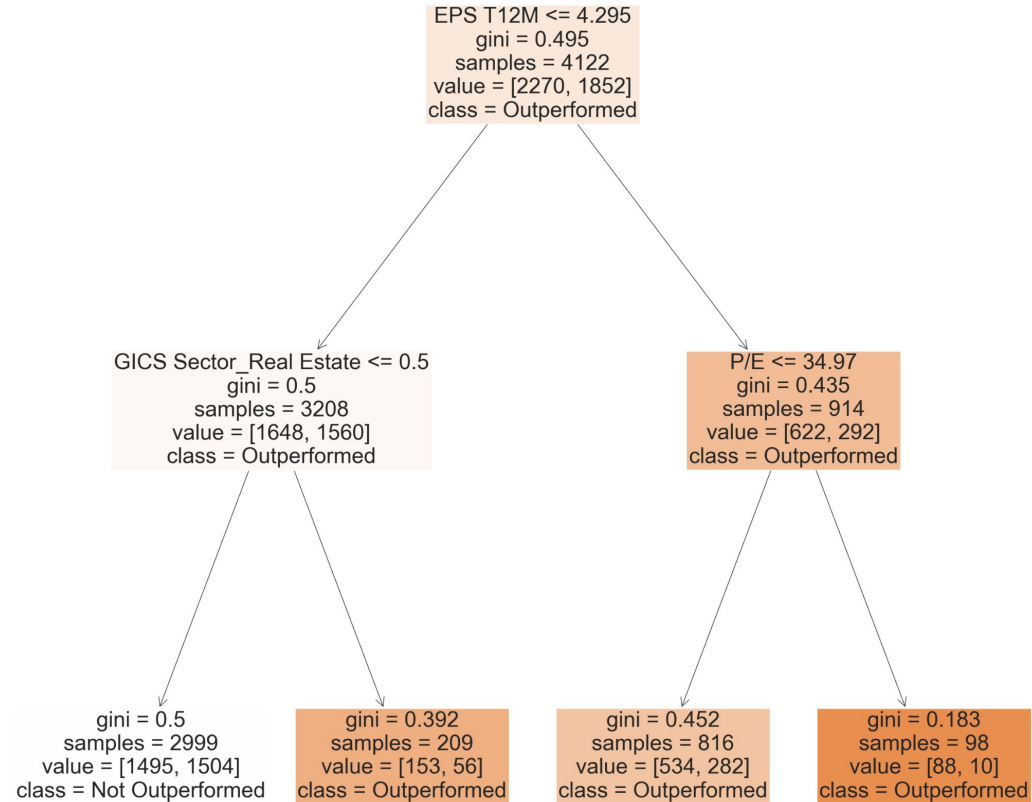 EPS T12M <= 4.295
gini = 0.495
samples = 4122
value = [2270, 1852]
class = Outperformed
GICS Sector_Real Estate <= 0.5
gini = 0.5
samples = 3208
value = [1648, 1560]
class = Outperformed
P/E <= 34.97
gini = 0.435
samples = 914
value = [622, 292]
class = Outperformed
gini = 0.5
samples = 2999
value = [1495, 1504]
class = Not Outperformed
gini = 0.392
samples = 209
value = [153, 56]
class = Outperformed
gini = 0.452
samples = 816
value = [534, 282]
class = Outperformed
gini = 0.183
samples = 98
value = [88, 10]
class = Outperformed